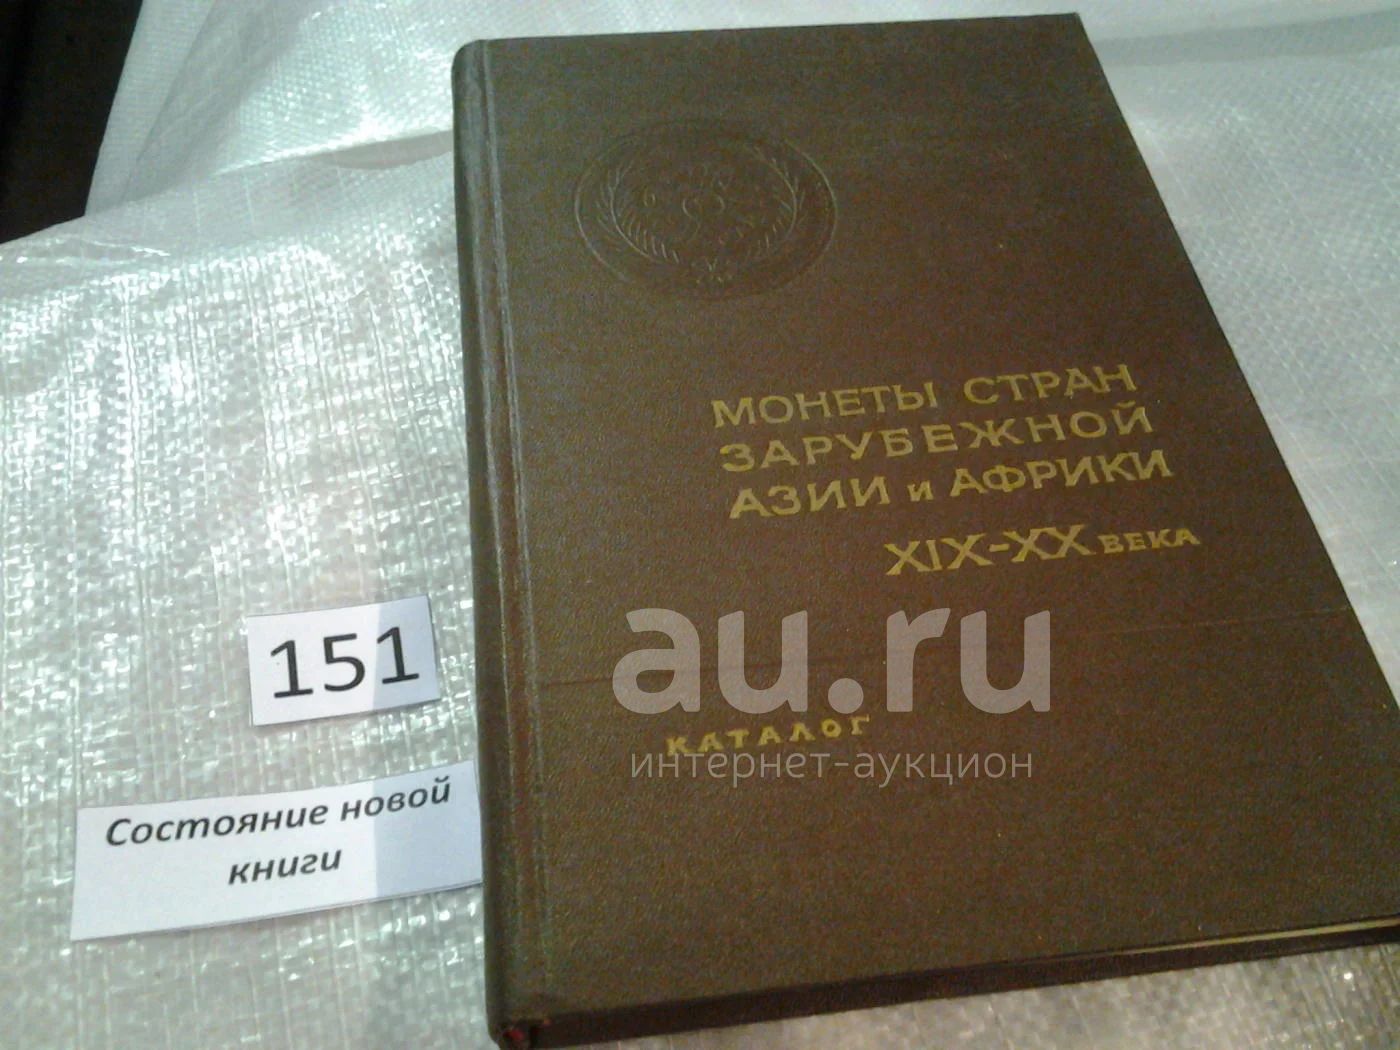 МОНЕТЫ СТРАН
ЗАРУБЕЖНОЙ
АЗИИ и АФРИКИ
XIX-XX ВЕКА
КАТАЛОГ
au.ru
интернет-аукцион
151
Состояние новой
книги